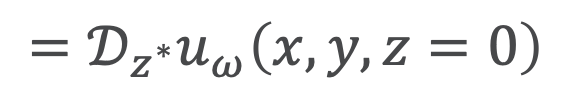 = 𝒟_{z*}u_ω(x, y, z = 0)